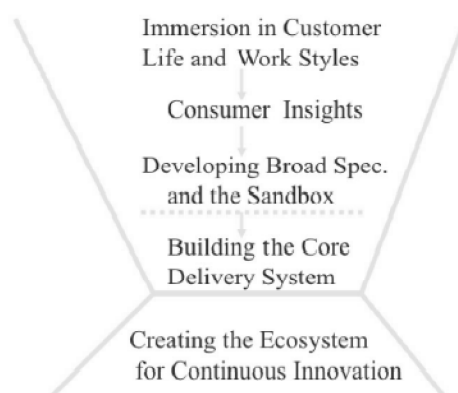 Immersion in Customer
Life and Work Styles
Consumer Insights
Developing Broad Spec.
and the Sandbox
Building the Core
Delivery System
Creating the Ecosystem
for Continuous Innovation